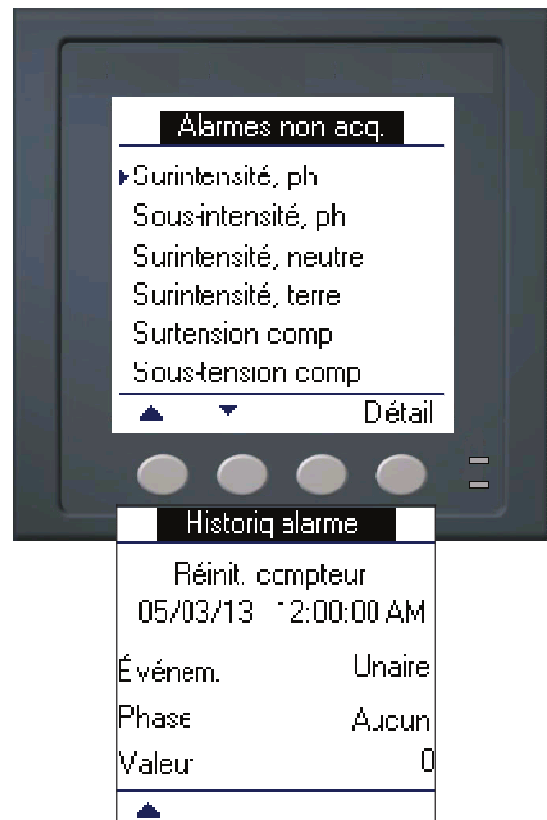 Alarmes non acq.
Surintensité, ph
Sous-intensité, ph
Surintensité, neutre
Surintensité, terre
Surtension comp
Sous-tension comp
Détail
Historiq alarme
Réinit. compteur
05/03/13 12:00:00 AM
Événem. Unaire
Phase Aucun
Valeur 0